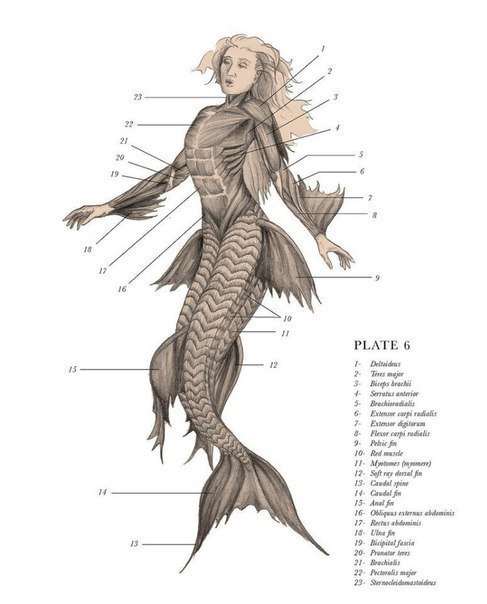 1
2
23
3
22
4
21
5
20
6
19
7
8
18
17
9
16
10
11
15
12
14
13
PLATE 6
1- Deltoideus
2- Teres major
3- Biceps brachii
4- Serratus anterior
5- Brachioradialis
6- Extensor carpi radialis
7- Extensor digitorum
8- Flexor carpi radialis
9- Pelvic fin
10- Red muscle
11- Myotomes (myomere)
12- Soft ray dorsal fin
13- Caudal spine
14- Caudal fin
15- Anal fin
16- Obliquus externus abdominis
17- Rectus abdominis
18- Ulna fin
19- Bicipital fascia
20- Pronator teres
21- Brachialis
22- Pectoralis major
23- Sternocleidomastoideus